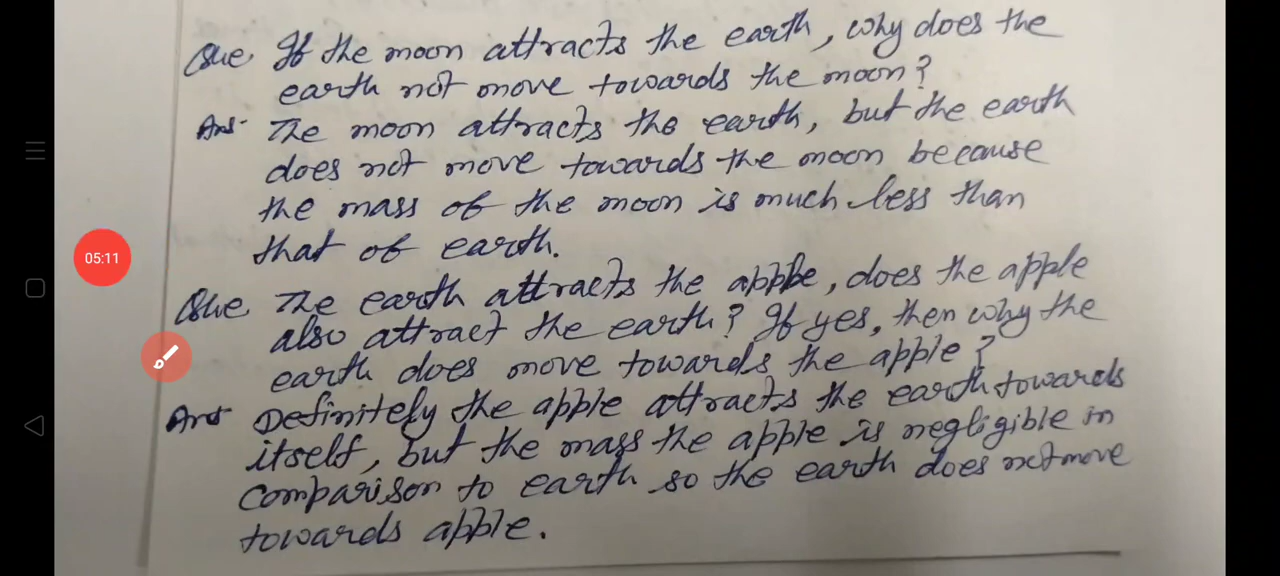 Que If the moon attracts the earth, why does the
earth not move towards the moon?
Ans- The moon attracts the earth, but the earth
does not move towards the moon because
the mass of the moon is much less than
that of earth.
Que The earth attracts the apple, does the apple
also attract the earth? If yes, then why the
earth does move towards the apple?
Ans Definitely the apple attracts the earth towards
itself, but the mass the apple is negligible in
comparison to earth so the earth does not move
towards apple.
05:11